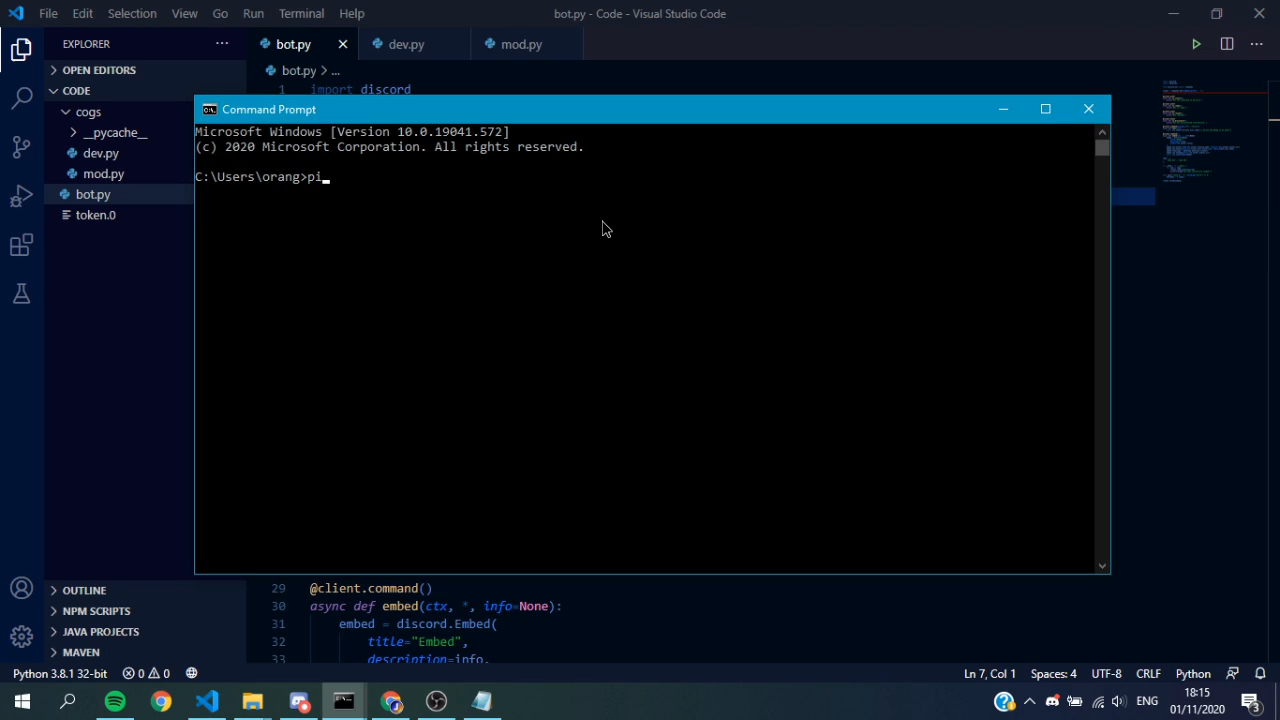 File Edit Selection View Go Run Terminal Help
bot.py - Code - Visual Studio Code
EXPLORER
bot.py
dev.py
mod.py
OPEN EDITORS
bot.py > ...
CODE
1 import discord
cogs
__pycache__
dev.py
mod.py
bot.py
token.0
Command Prompt
Microsoft Windows [Version 10.0.19041.572]
(c) 2020 Microsoft Corporation. All rights reserved.
C:\Users\orang>pi
29 @client.command()
30 async def embed(ctx, *, info=None):
31 embed = discord.Embed(
32 title="Embed",
33 description=info,
OUTLINE
NPM SCRIPTS
JAVA PROJECTS
MAVEN
Python 3.8.1 32-bit 0 0
Ln 7, Col 1 Spaces: 4 UTF-8 CRLF Python
ENG
18:15
01/11/2020
3